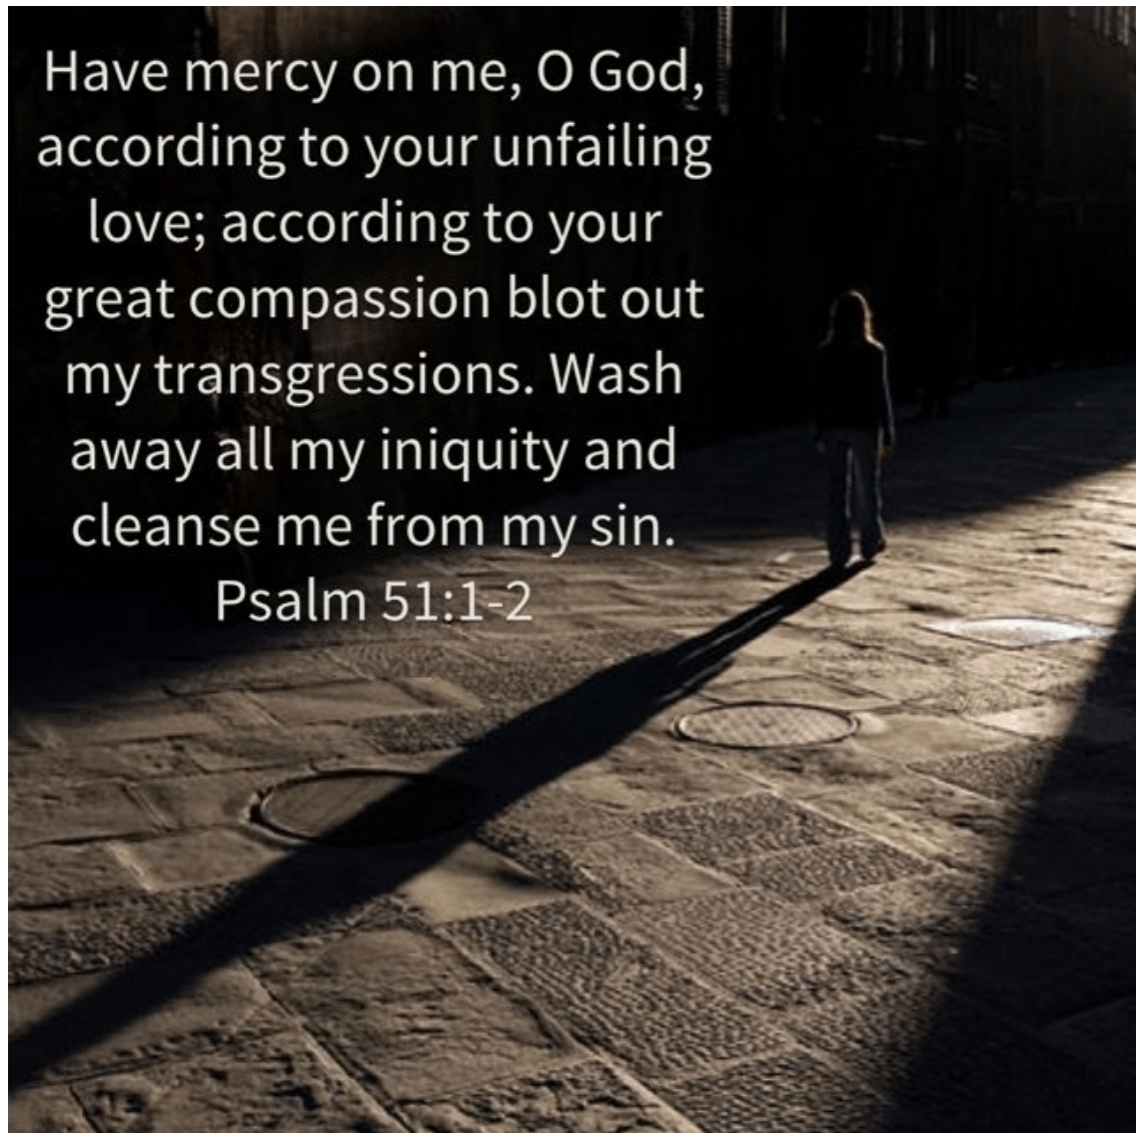 Have mercy on me, O God,
according to your unfailing
love; according to your
great compassion blot out
my transgressions. Wash
away all my iniquity and
cleanse me from my sin.
Psalm 51:1-2